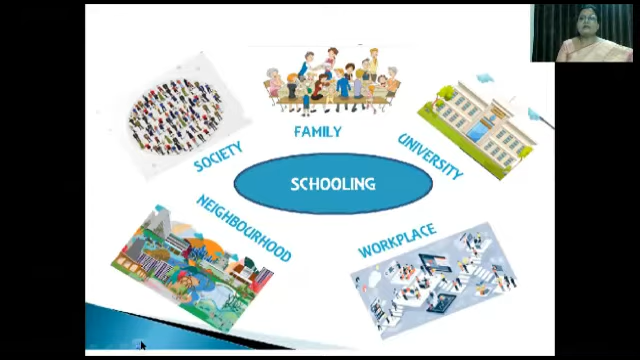 FAMILY
SOCIETY
UNIVERSITY
SCHOOLING
NEIGHBOURHOOD
WORKPLACE